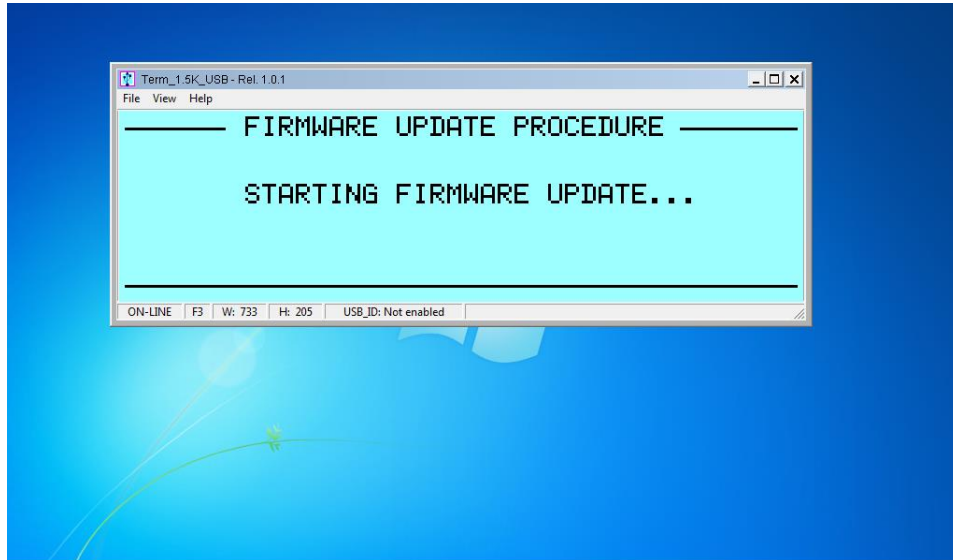 Term_1.5K_USB - Rel. 1.0.1
File View Help
FIRMWARE UPDATE PROCEDURE
STARTING FIRMWARE UPDATE...
ON-LINE F3 W: 733 H: 205 USB_ID: Not enabled